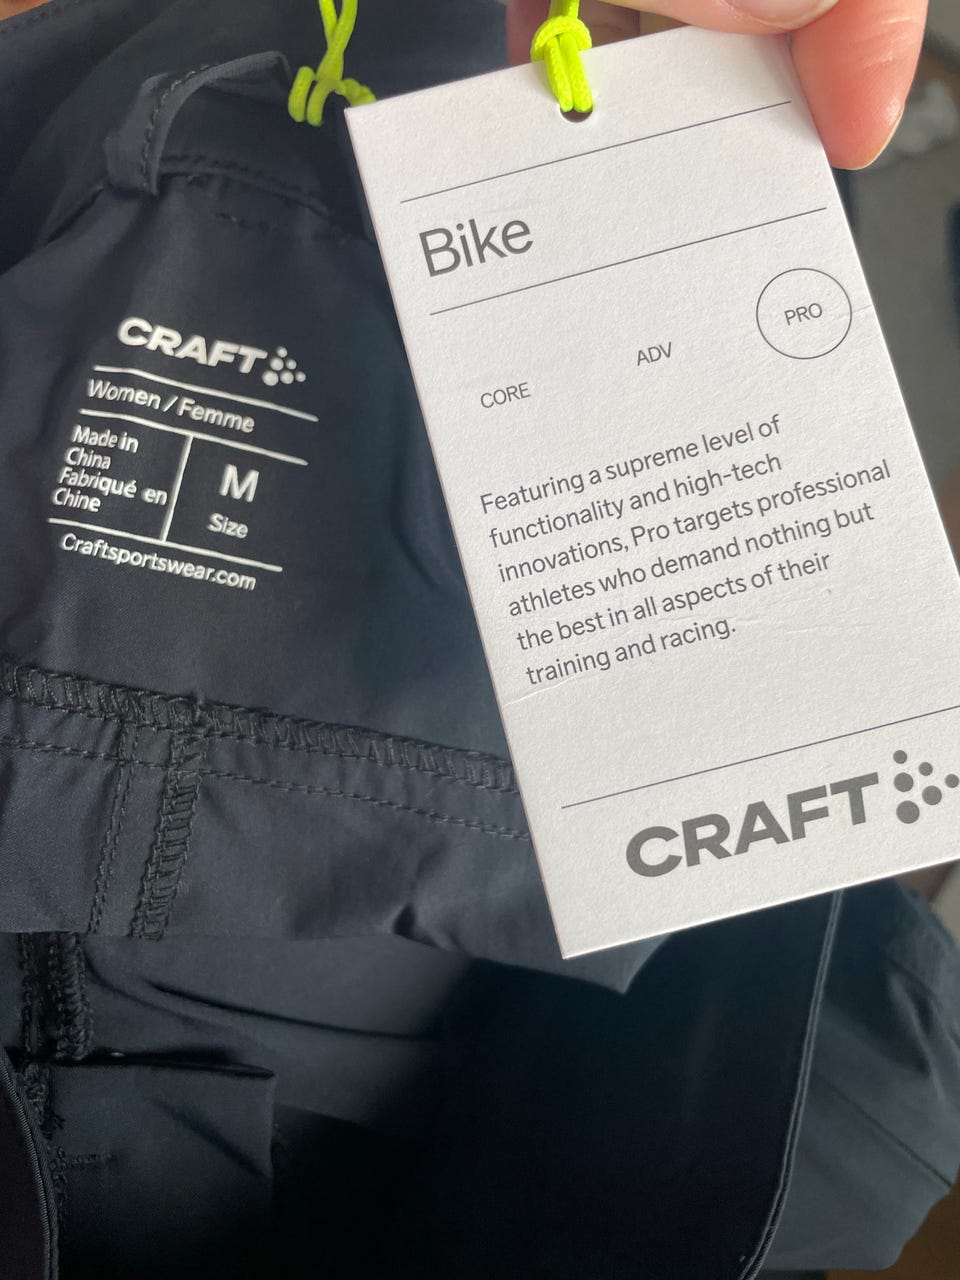 CRAFT
Women / Femme
Made in
China
Fabriqué en
Chine
M
Size
Craftsportswear.com
Bike
CORE
ADV
PRO
Featuring a supreme level of
functionality and high-tech
innovations, Pro targets professional
athletes who demand nothing but
the best in all aspects of their
training and racing.
CRAFT